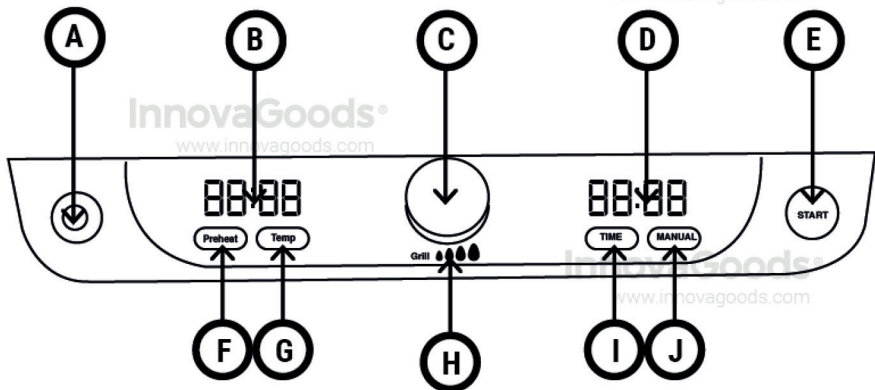 A B C D E
InnovaGoods®
www.innovagoods.com
88:88 88:88
Preheat Temp TIME MANUAL START
Grill
InnovaGoods®
www.innovagoods.com
F G H I J